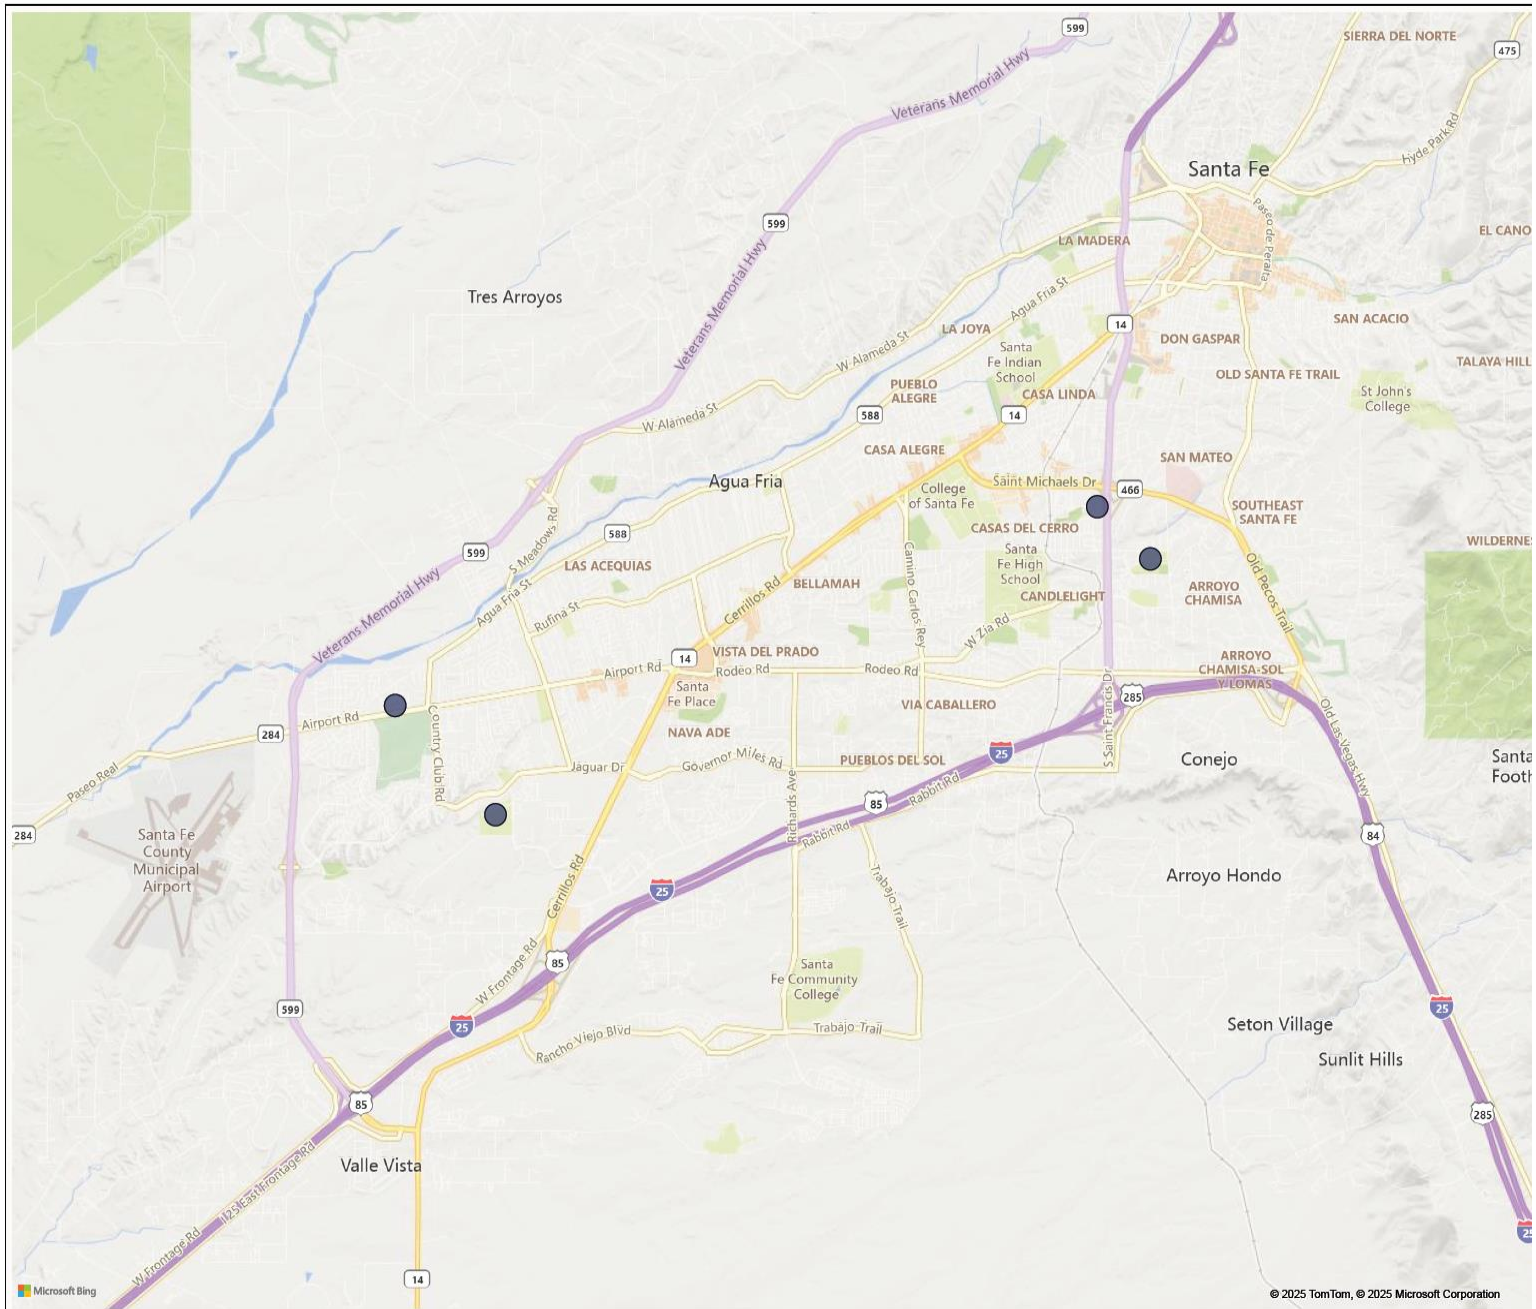 599
SIERRA DEL NORTE
475
Veterans Memorial Hwy
Hyde Park Rd
Santa Fe
Paseo de Peralta
599
EL CANO
LA MADERA
Veterans Memorial Hwy
Tres Arroyos
Agua Fria St
SAN ACACIO
14
LA JOYA
DON GASPAR
W Alameda St
Santa
Fe Indian
School
TALAYA HILL
OLD SANTA FE TRAIL
PUEBLO
ALEGRE
CASA LINDA
St John's
College
588
14
W Alameda St
CASA ALEGRE
SAN MATEO
Agua Fria
Saint Michaels Dr
466
College
of Santa Fe
SOUTHEAST
SANTA FE
CASAS DEL CERRO
588
S Meadows Rd
WILDERNES
599
Santa
Fe High
School
LAS ACEQUIAS
BELLAMAH
Camino Carlos Rey
Old Pecos Trail
ARROYO
CHAMISA
CANDLELIGHT
Agua Fria St
Rufina St
Cerrillos Rd
Veterans Memorial Hwy
W Zia Rd
14
VISTA DEL PRADO
ARROYO
CHAMISA-SOL
Y LOMAS
Airport Rd
Rodeo Rd
Rodeo Rd
Santa
Fe Place
285
S Saint Francis Dr
VIA CABALLERO
Airport Rd
284
Country Club Rd
NAVA ADE
Old Las Vegas Hwy
25
Governor Miles Rd
PUEBLOS DEL SOL
Conejo
Santa
Footh
Jaguar Dr
Paseo Real
Rabbit Rd
85
Richards Ave
Rabbit Rd
284
84
Santa Fe
County
Municipal
Airport
Arroyo Hondo
Cerrillos Rd
25
Trabajo Trail
W Frontage Rd
85
Santa
Fe Community
College
599
25
25
Seton Village
Rancho Viejo Blvd
Trabajo Trail
Sunlit Hills
85
285
Valle Vista
I 25 East Frontage Rd
25
W Frontage Rd
14
Microsoft Bing
© 2025 TomTom, © 2025 Microsoft Corporation